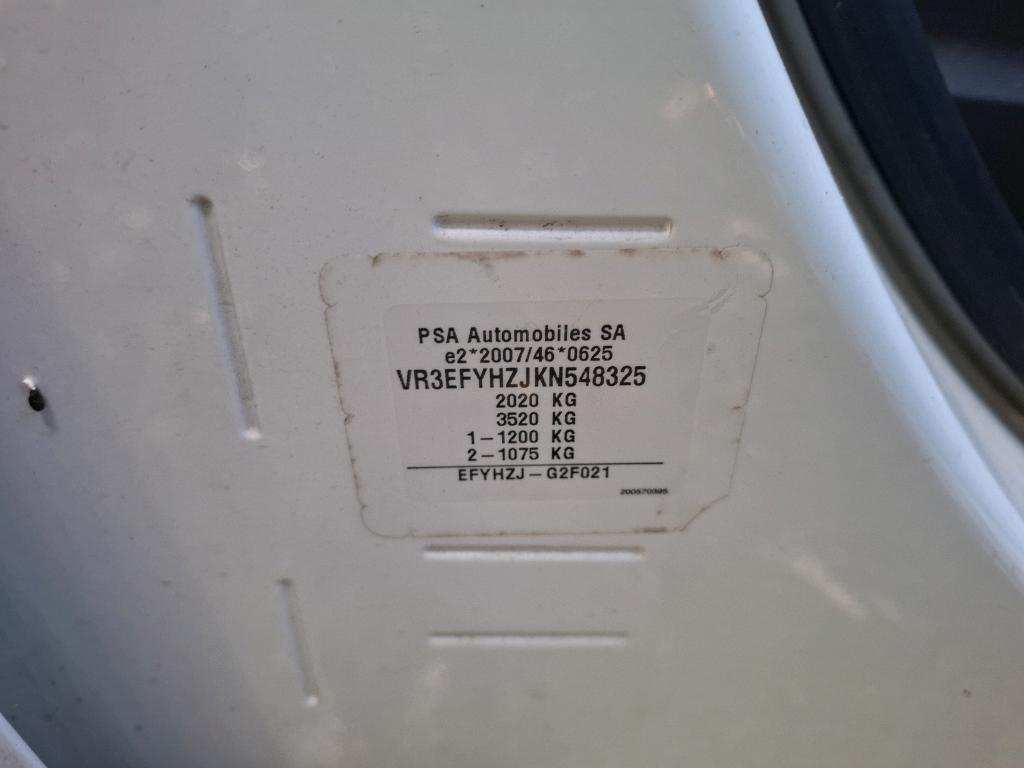 PSA Automobiles SA
e2*2007/46*0625
VR3EFYHZJKN548325
2020 KG
3520 KG
1-1200 KG
2-1075 KG
EFYHZJ-G2F021
200570395